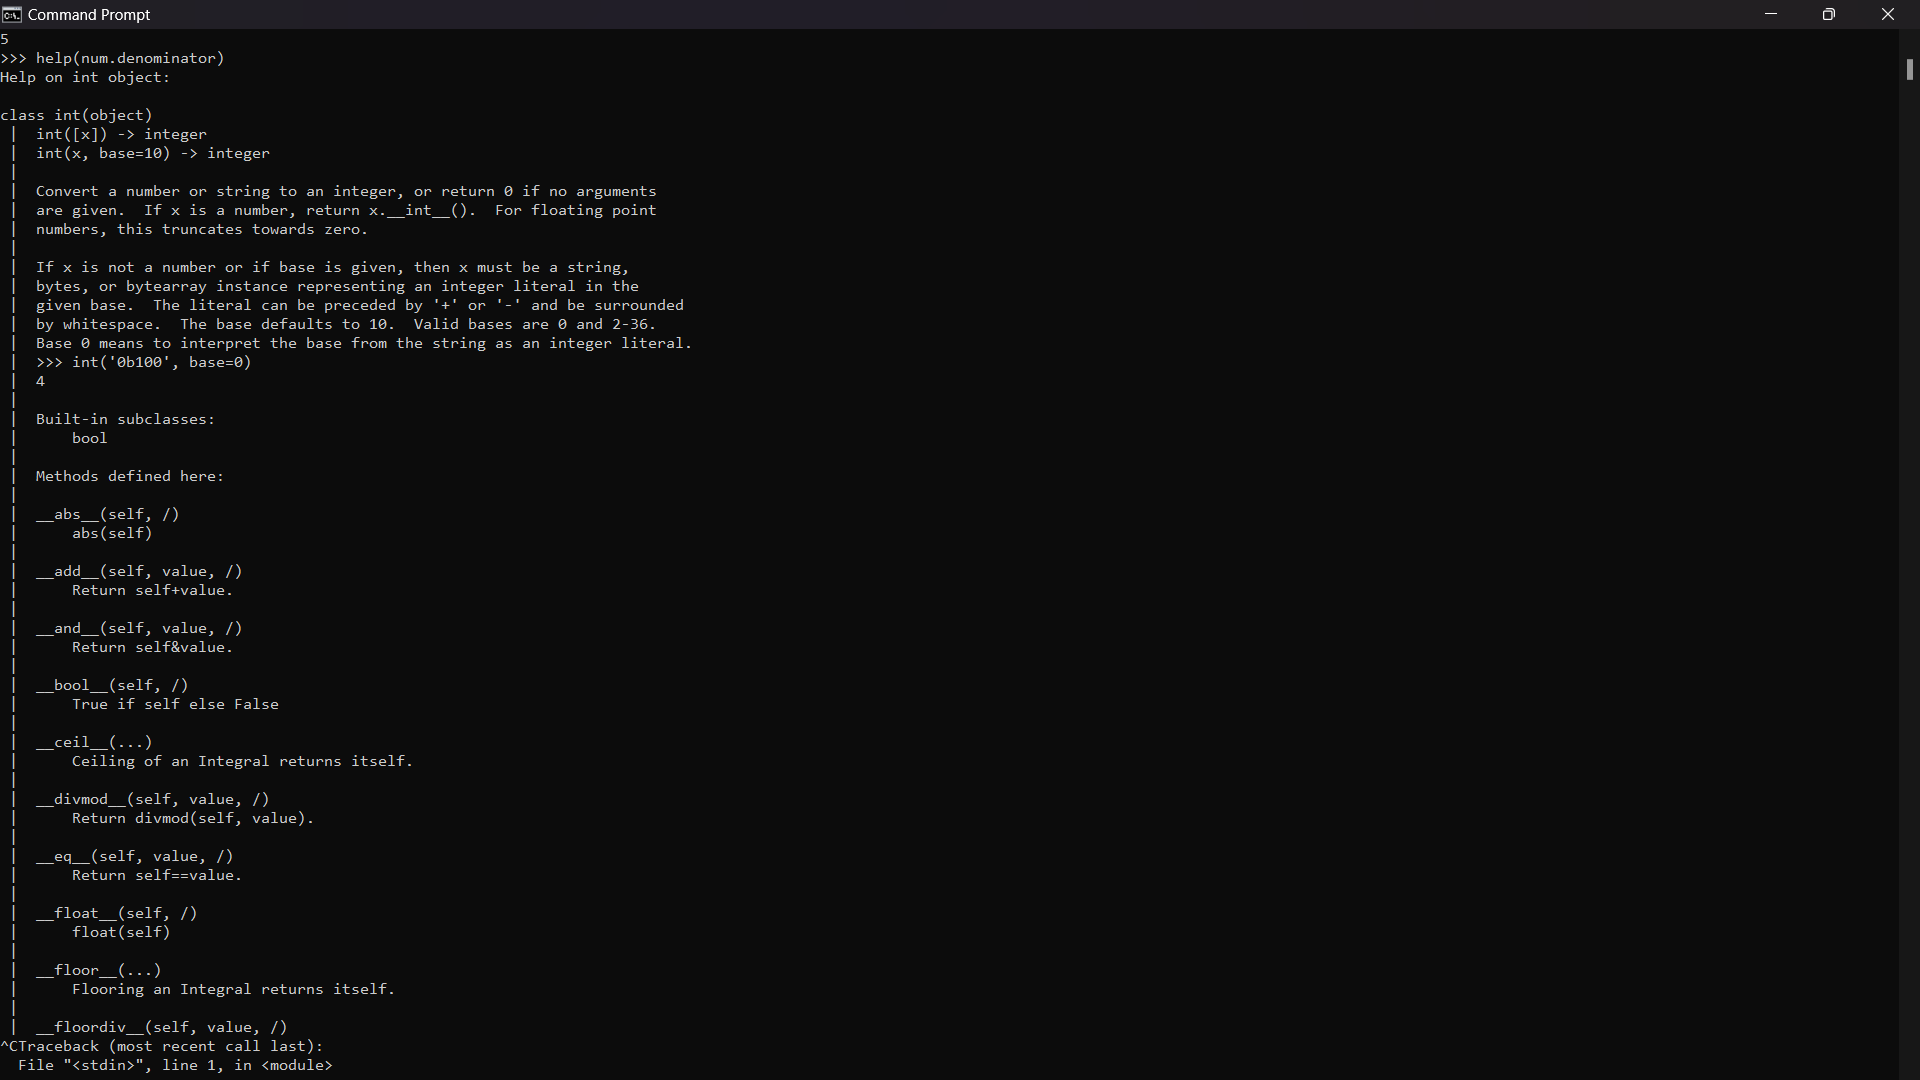 Command Prompt
5
>>> help(num.denominator)
Help on int object:
class int(object)
 |  int([x]) -> integer
 |  int(x, base=10) -> integer
 |
 |  Convert a number or string to an integer, or return 0 if no arguments
 |  are given.  If x is a number, return x.__int__().  For floating point
 |  numbers, this truncates towards zero.
 |
 |  If x is not a number or if base is given, then x must be a string,
 |  bytes, or bytearray instance representing an integer literal in the
 |  given base.  The literal can be preceded by '+' or '-' and be surrounded
 |  by whitespace.  The base defaults to 10.  Valid bases are 0 and 2-36.
 |  Base 0 means to interpret the base from the string as an integer literal.
 |  >>> int('0b100', base=0)
 |  4
 |
 |  Built-in subclasses:
 |      bool
 |
 |  Methods defined here:
 |
 |  __abs__(self, /)
 |      abs(self)
 |
 |  __add__(self, value, /)
 |      Return self+value.
 |
 |  __and__(self, value, /)
 |      Return self&value.
 |
 |  __bool__(self, /)
 |      True if self else False
 |
 |  __ceil__(...)
 |      Ceiling of an Integral returns itself.
 |
 |  __divmod__(self, value, /)
 |      Return divmod(self, value).
 |
 |  __eq__(self, value, /)
 |      Return self==value.
 |
 |  __float__(self, /)
 |      float(self)
 |
 |  __floor__(...)
 |      Flooring an Integral returns itself.
 |
 |  __floordiv__(self, value, /)
^CTraceback (most recent call last):
  File "<stdin>", line 1, in <module>